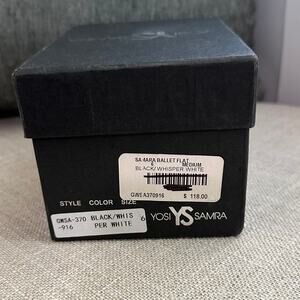 SAMARA BALLET FLAT
6 MEDIUM
BLACK/WHISPER WHITE
GWSA370916 $ 118.00
STYLE COLOR SIZE
GWSA-370 BLACK/WHIS 6
-916 PER WHITE
YOSI YS SAMRA